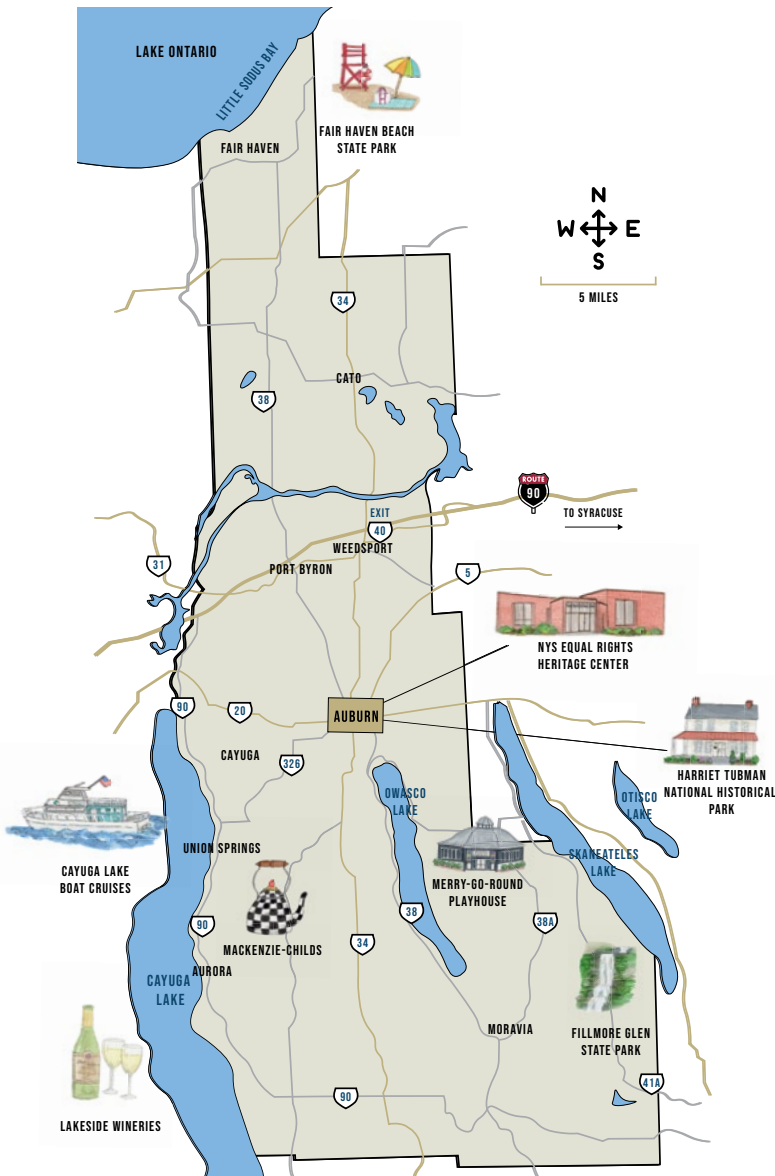 LAKE ONTARIO
LITTLE SODUS BAY
FAIR HAVEN
FAIR HAVEN BEACH
STATE PARK
N
W
E
S
5 MILES
34
CATO
38
ROUTE
90
TO SYRACUSE
EXIT
40
WEEDSPORT
PORT BYRON
31
5
NYS EQUAL RIGHTS
HERITAGE CENTER
90
20
AUBURN
CAYUGA
326
HARRIET TUBMAN
NATIONAL HISTORICAL
PARK
OWASCO
LAKE
OTISCO
LAKE
UNION SPRINGS
SKANEATELES
LAKE
CAYUGA LAKE
BOAT CRUISES
MERRY-GO-ROUND
PLAYHOUSE
90
38
38A
34
MACKENZIE-CHILDS
AURORA
CAYUGA
LAKE
MORAVIA
FILLMORE GLEN
STATE PARK
41A
90
LAKESIDE WINERIES